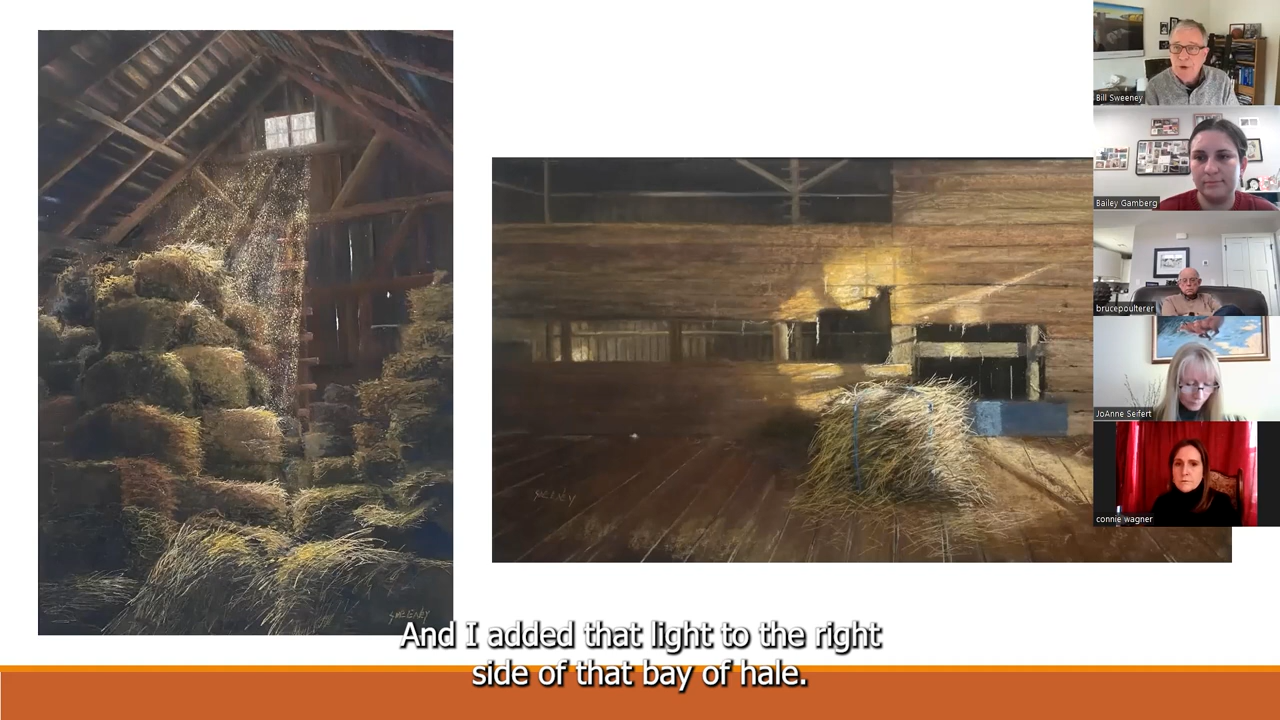 Bill Sweeney
Bailey Gamberg
brucepoulterer
JoAnne Seifert
connie wagner
SWEENEY
And I added that light to the right
side of that bay of hale.